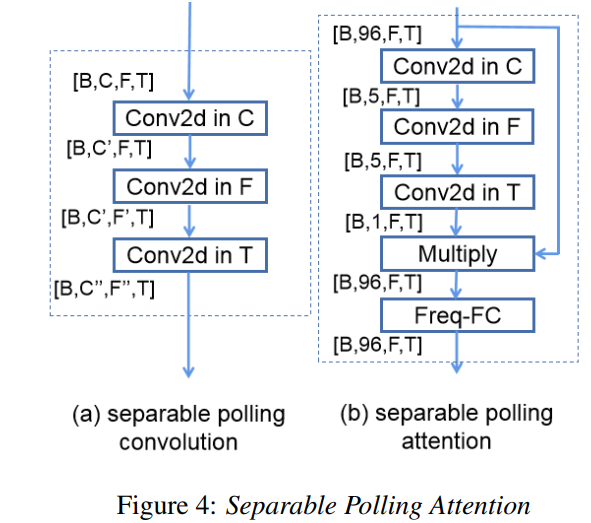 [B,C,F,T]
Conv2d in C
[B,C',F,T]
Conv2d in F
[B,C',F',T]
Conv2d in T
[B,C”,F”,T]
(a) separable polling
convolution
[B,96,F,T]
Conv2d in C
[B,5,F,T]
Conv2d in F
[B,5,F,T]
Conv2d in T
[B,1,F,T]
Multiply
[B,96,F,T]
Freq-FC
[B,96,F,T]
(b) separable polling
attention
Figure 4: Separable Polling Attention